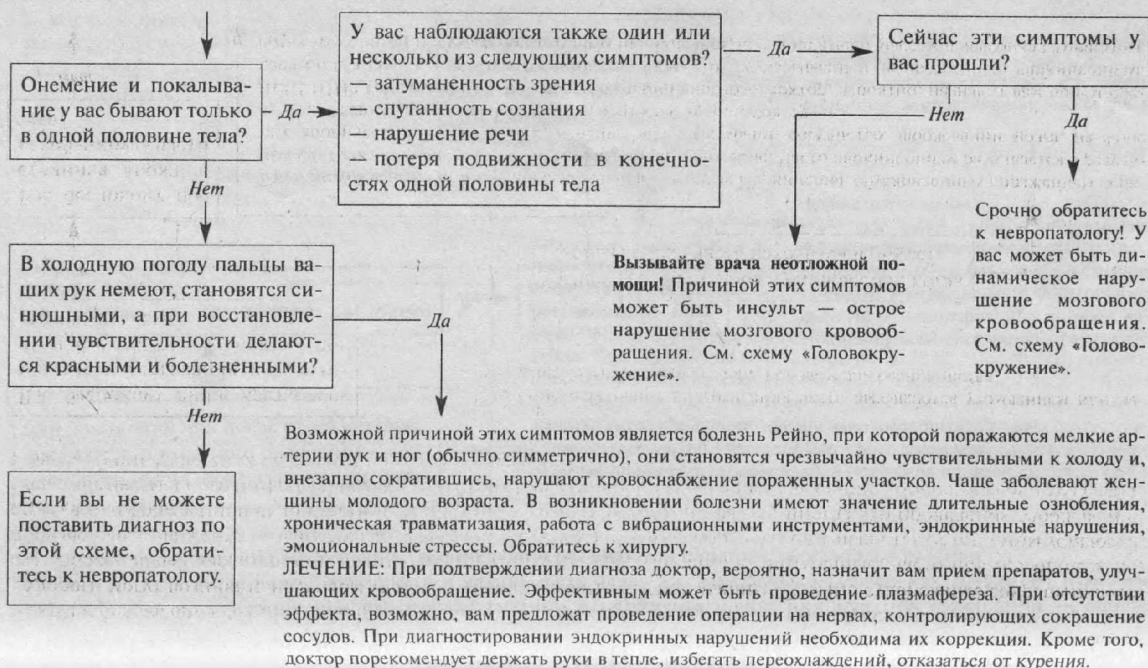 Онемение и покалыва-
ние у вас бывают только
в одной половине тела?
Да
У вас наблюдаются также один или
несколько из следующих симптомов?
- затуманенность зрения
- спутанность сознания
- нарушение речи
- потеря подвижности в конечно-
стях одной половины тела
Да
Сейчас эти симптомы у
вас прошли?
Нет
Да
Нет
Вызывайте врача неотложной по-
мощи! Причиной этих симптомов
может быть инсульт — острое
нарушение мозгового кровооб-
ращения. См. схему «Головокру-
жение».
Срочно обратитесь
к невропатологу! У
вас может быть ди-
намическое нару-
шение мозгового
кровообращения.
См. схему «Голово-
кружение».
В холодную погоду пальцы ва-
ших рук немеют, становятся си-
нюшными, а при восстановле-
нии чувствительности делают-
ся красными и болезненными?
Да
Нет
Если вы не можете
поставить диагноз по
этой схеме, обрати-
тесь к невропатологу.
Возможной причиной этих симптомов является болезнь Рейно, при которой поражаются мелкие ар-
терии рук и ног (обычно симметрично), они становятся чрезвычайно чувствительными к холоду и,
внезапно сократившись, нарушают кровоснабжение пораженных участков. Чаще заболевают жен-
щины молодого возраста. В возникновении болезни имеют значение длительные ознобления,
хроническая травматизация, работа с вибрационными инструментами, эндокринные нарушения,
эмоциональные стрессы. Обратитесь к хирургу.
ЛЕЧЕНИЕ: При подтверждении диагноза доктор, вероятно, назначит вам прием препаратов, улуч-
шающих кровообращение. Эффективным может быть проведение плазмафереза. При отсутствии
эффекта, возможно, вам предложат проведение операции на нервах, контролирующих сокращение
сосудов. При диагностировании эндокринных нарушений необходима их коррекция. Кроме того,
доктор порекомендует держать руки в тепле, избегать переохлаждений, отказаться от курения.